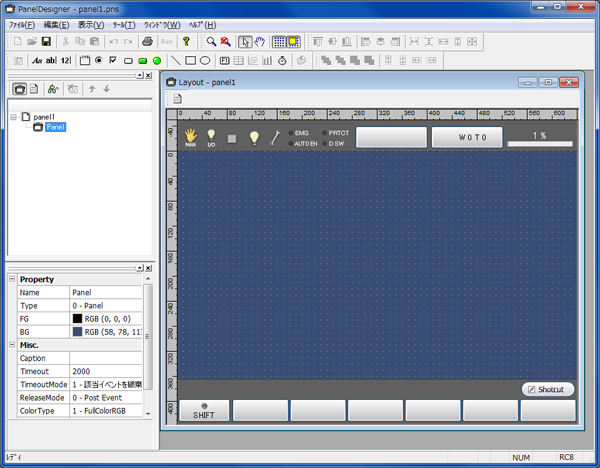 PanelDesigner - panel1.pns
ファイル(F) 編集(E) 表示(V) ツール(T) ウィンドウ(W) ヘルプ(H)
Run
Aa ab| 12|
Layout - panel1
panel1
Panel
0 40 80 120 160 200 240 280 320 360 400 440 480 520 560 600
-40
0
40
80
120
160
200
240
280
320
360
400
MAN I/O
EMG PRTOT
AUTO EN D SW
W 0 T 0
1 %
Shotcut
SHIFT
Property
Name Panel
Type 0 - Panel
FG RGB (0, 0, 0)
BG RGB (58, 78, 11
Misc.
Caption
Timeout 2000
TimeoutMode 1 - 該当イベントを破棄
ReleaseMode 0 - Post Event
ColorType 1 - FullColorRGB
レディ
NUM RC8